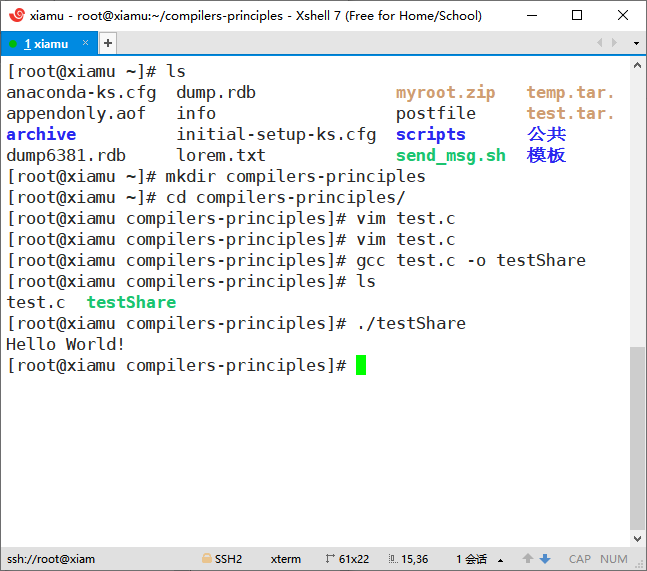 xiamu - root@xiamu:~/compilers-principles - Xshell 7 (Free for Home/School)
1 xiamu × +
[root@xiamu ~]# ls
anaconda-ks.cfg  dump.rdb              myroot.zip   temp.tar.
appendonly.aof   info                  postfile     test.tar.
archive          initial-setup-ks.cfg  scripts      公共
dump6381.rdb     lorem.txt             send_msg.sh  模板
[root@xiamu ~]# mkdir compilers-principles
[root@xiamu ~]# cd compilers-principles/
[root@xiamu compilers-principles]# vim test.c
[root@xiamu compilers-principles]# vim test.c
[root@xiamu compilers-principles]# gcc test.c -o testShare
[root@xiamu compilers-principles]# ls
test.c  testShare
[root@xiamu compilers-principles]# ./testShare
Hello World!
[root@xiamu compilers-principles]#
ssh://root@xiam SSH2 xterm 61x22 15,36 1 会话 CAP NUM